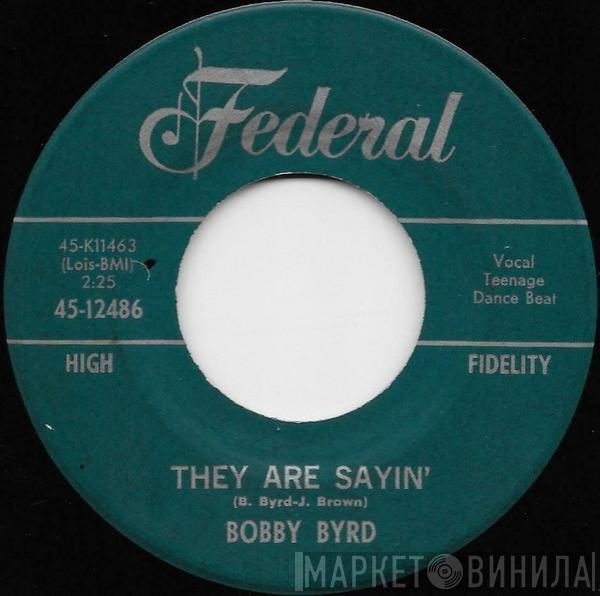 Federal
45-K11463
(Lois-BMI)
2:25
45-12486
Vocal
Teenage
Dance Beat
HIGH
FIDELITY
THEY ARE SAYIN'
(B. Byrd-J. Brown)
BOBBY BYRD
МАРКЕТ ВИНИЛА